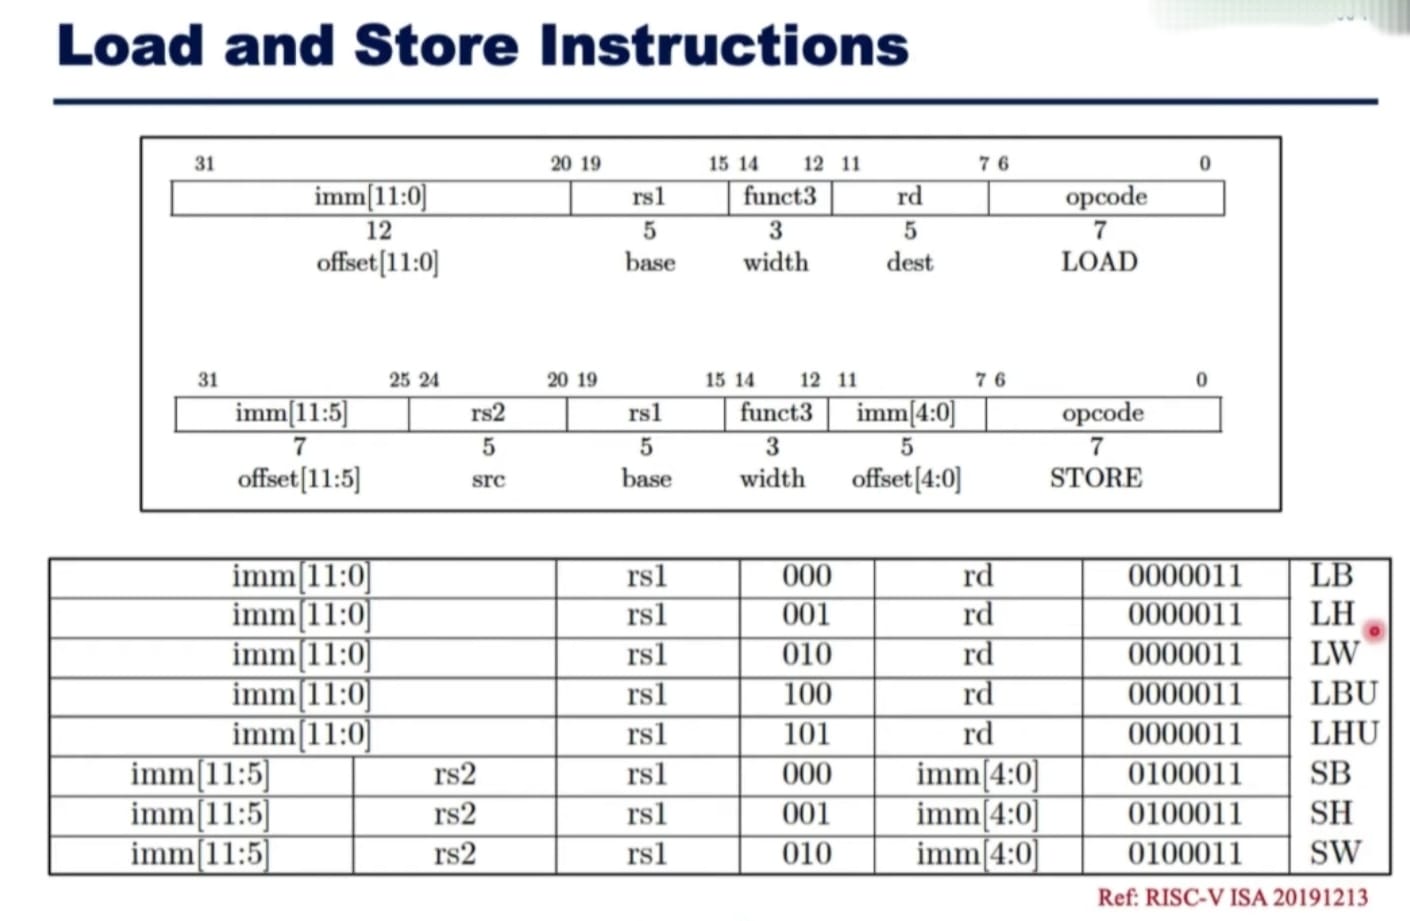 Load and Store Instructions
31 20 19 15 14 12 11 7 6 0
imm[11:0] rs1 funct3 rd opcode
12 5 3 5 7
offset[11:0] base width dest LOAD
31 25 24 20 19 15 14 12 11 7 6 0
imm[11:5] rs2 rs1 funct3 imm[4:0] opcode
7 5 5 3 5 7
offset[11:5] src base width offset[4:0] STORE
imm[11:0] rs1 000 rd 0000011 LB
imm[11:0] rs1 001 rd 0000011 LH
imm[11:0] rs1 010 rd 0000011 LW
imm[11:0] rs1 100 rd 0000011 LBU
imm[11:0] rs1 101 rd 0000011 LHU
imm[11:5] rs2 rs1 000 imm[4:0] 0100011 SB
imm[11:5] rs2 rs1 001 imm[4:0] 0100011 SH
imm[11:5] rs2 rs1 010 imm[4:0] 0100011 SW
Ref: RISC-V ISA 20191213